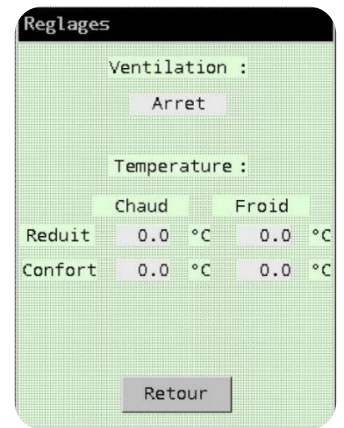 Reglages
Ventilation :
Arret
Temperature :
Chaud Froid
Reduit 0.0 °C 0.0 °C
Confort 0.0 °C 0.0 °C
Retour